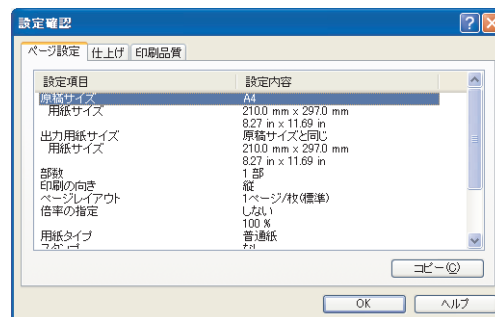 設定確認
ページ設定 仕上げ 印刷品質
設定項目 設定内容
原稿サイズ A4
用紙サイズ 210.0 mm x 297.0 mm
8.27 in x 11.69 in
出力用紙サイズ 原稿サイズと同じ
用紙サイズ 210.0 mm x 297.0 mm
8.27 in x 11.69 in
部数 1 部
印刷の向き 縦
ページレイアウト 1ページ/枚(標準)
倍率の指定 しない
100 %
用紙タイプ 普通紙
コピー(C)
OK ヘルプ